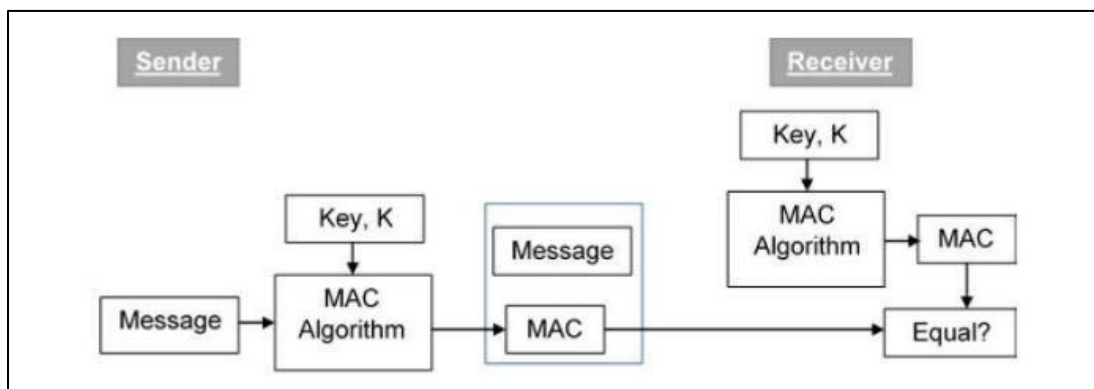 Sender
Receiver
Key, K
MAC
Algorithm
MAC
Equal?
Key, K
Message
MAC
Algorithm
Message
MAC